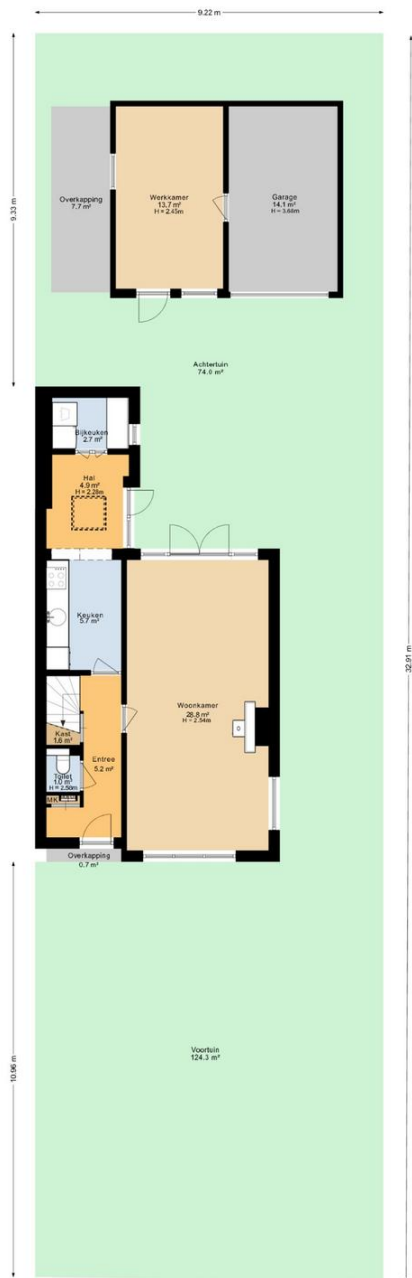 9.22 m
9.33 m
Overkapping
7.7 m²
Werkkamer
13.7 m²
H = 2.45m
Garage
14.1 m²
H = 3.66m
Achtertuin
74.0 m²
Bijkeuken
2.7 m²
Hal
4.9 m²
H = 2.28m
Keuken
5.7 m²
32.91 m
Woonkamer
28.8 m²
H = 2.54m
Kast
1.6 m²
Entree
5.2 m²
Toilet
1.0 m²
H = 2.50m
MK
Overkapping
0.7 m²
10.96 m
Voortuin
124.3 m²